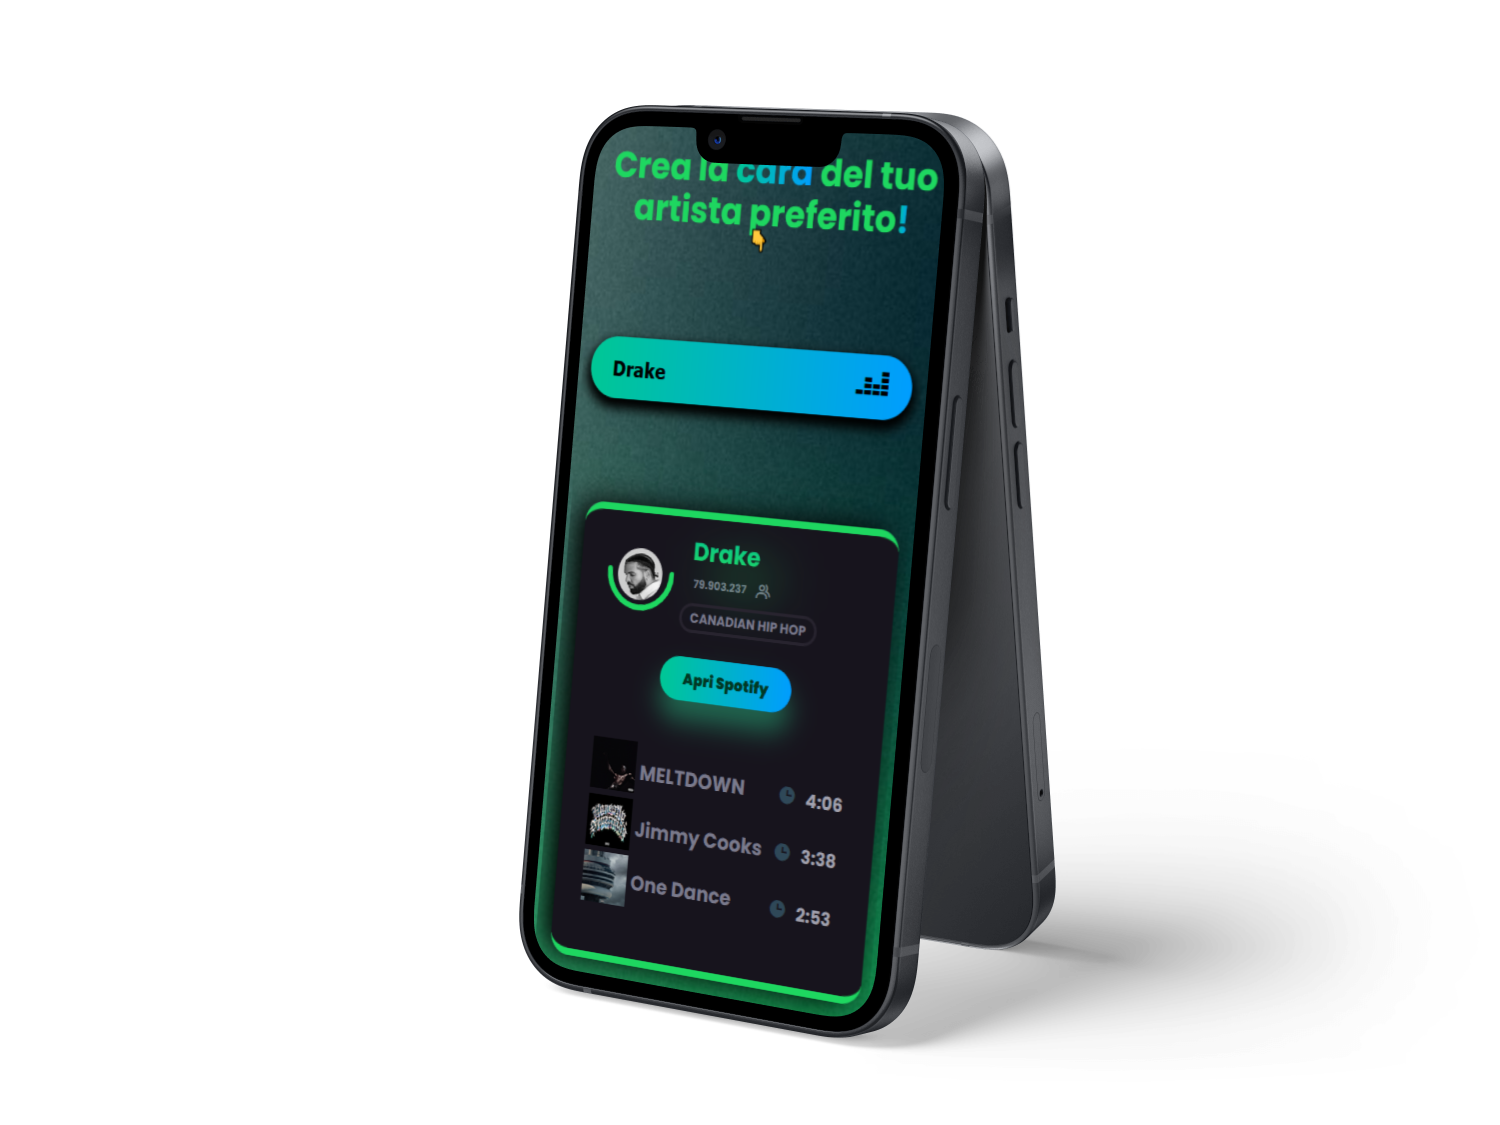 Crea la card del tuo
artista preferito!
Drake
Drake
79.903.237
CANADIAN HIP HOP
Apri Spotify
MELTDOWN 4:06
Jimmy Cooks 3:38
One Dance 2:53